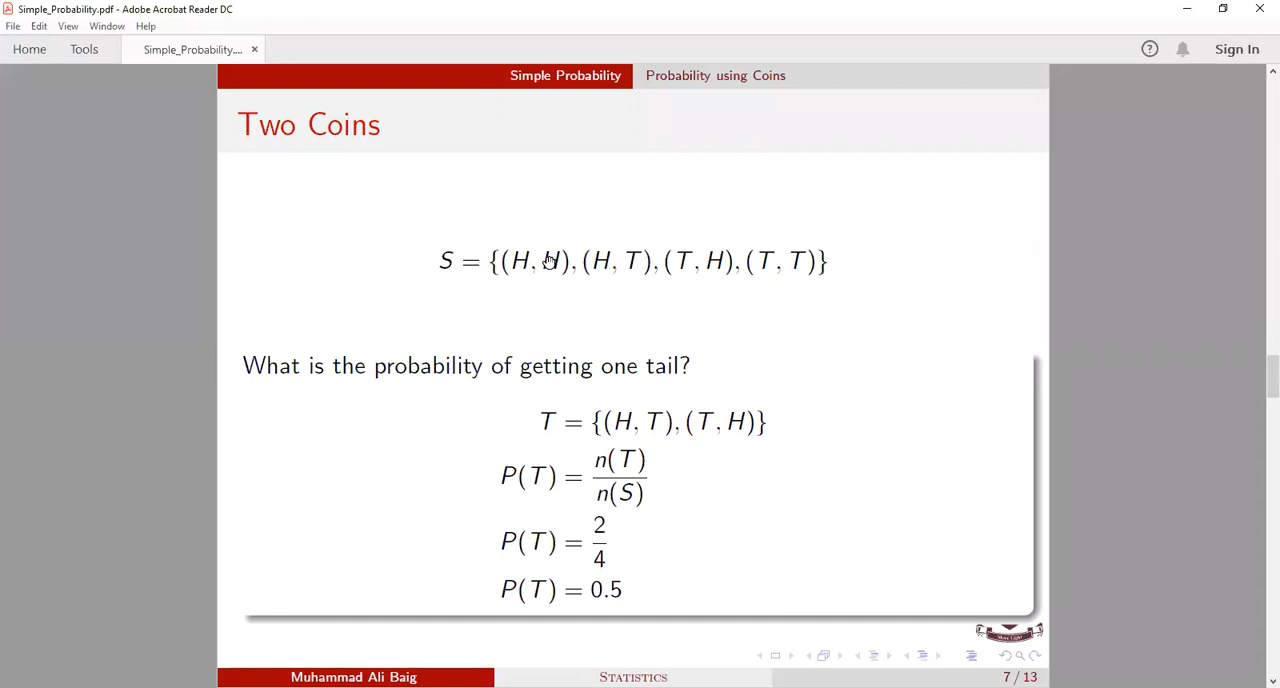 Simple_Probability.pdf - Adobe Acrobat Reader DC
File Edit View Window Help
Home Tools Simple_Probability.... × Sign In
Simple Probability Probability using Coins
Two Coins
S = {(H, H), (H, T), (T, H), (T, T)}
What is the probability of getting one tail?
T = {(H, T), (T, H)}
P(T) = n(T)/n(S)
P(T) = 2/4
P(T) = 0.5
Muhammad Ali Baig STATISTICS 7 / 13